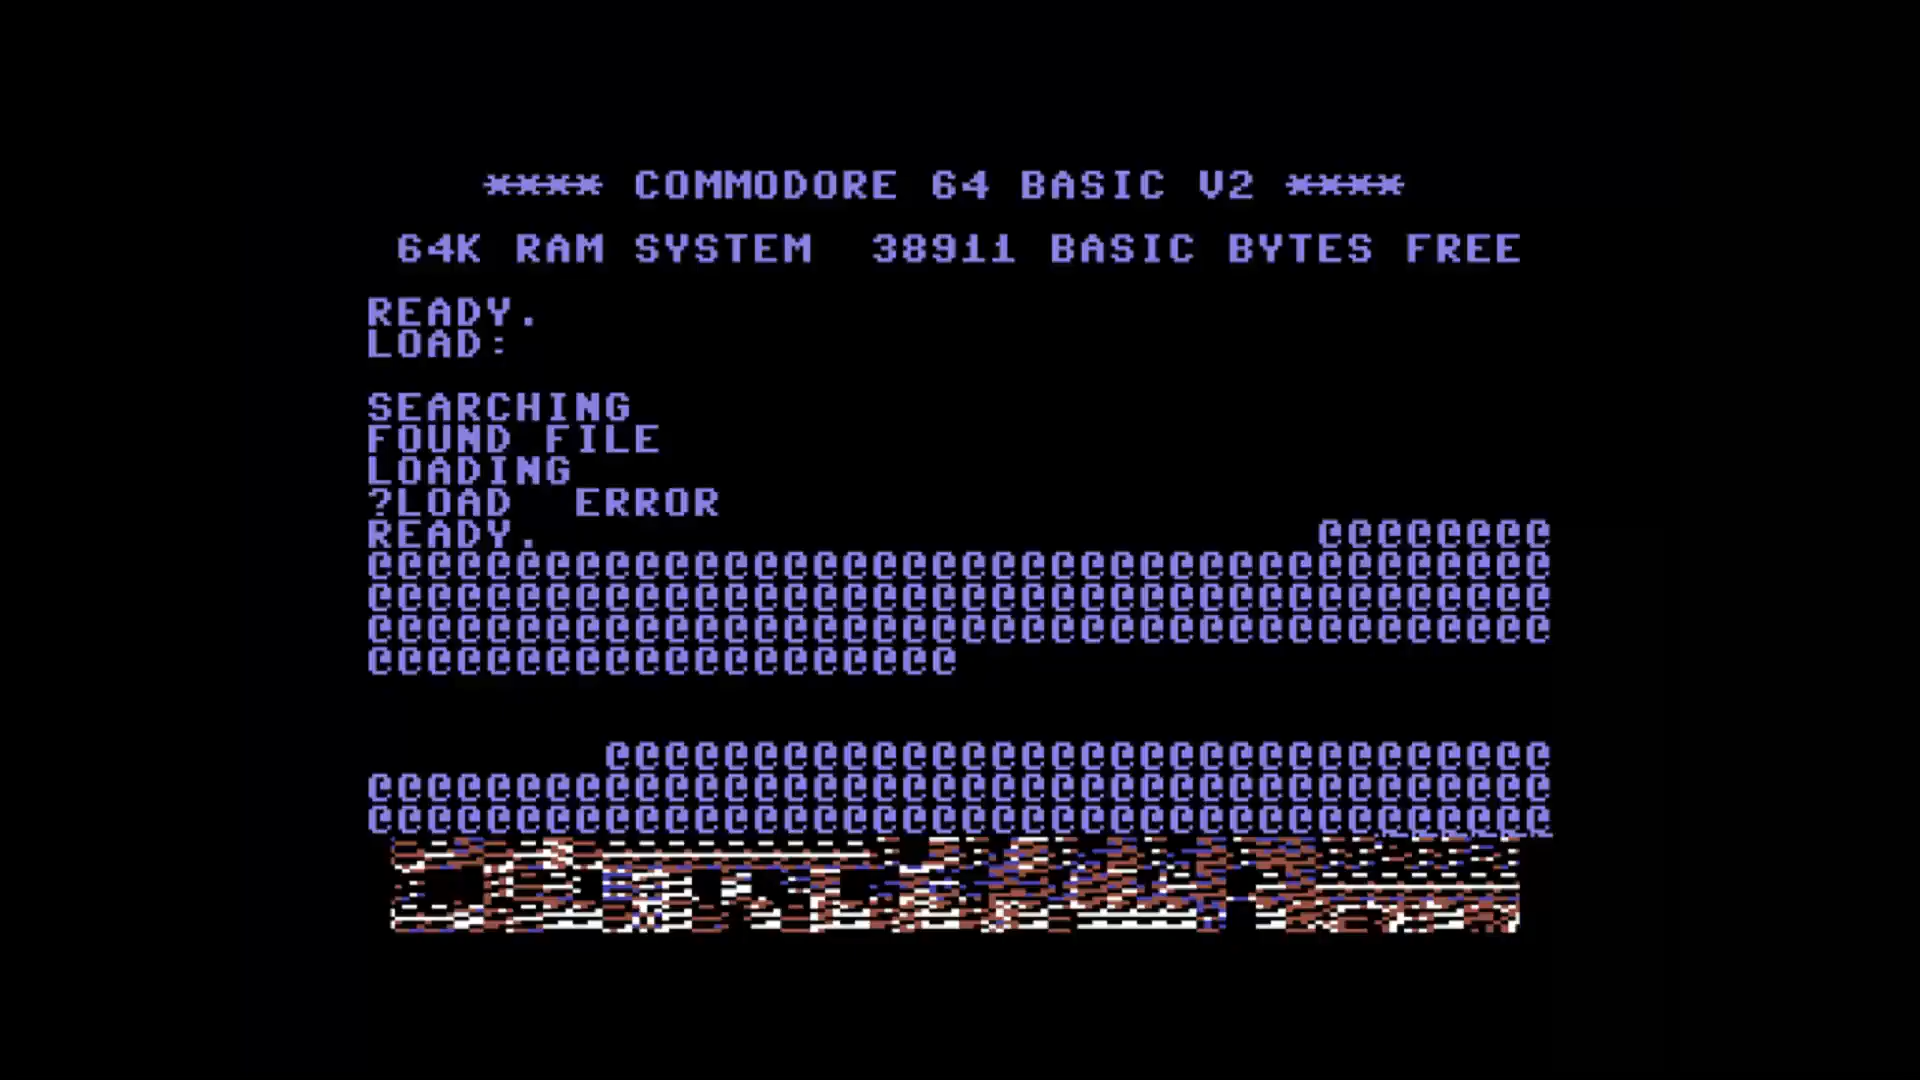 **** COMMODORE 64 BASIC V2 ****
64K RAM SYSTEM  38911 BASIC BYTES FREE
READY.
LOAD:
SEARCHING
FOUND FILE
LOADING
?LOAD  ERROR
READY. @@@@@@@@
@@@@@@@@@@@@@@@@@@@@@@@@@@@@@@@@@@@@@@@@
@@@@@@@@@@@@@@@@@@@@@@@@@@@@@@@@@@@@@@@@
@@@@@@@@@@@@@@@@@@@@@@@@@@@@@@@@@@@@@@@@
@@@@@@@@@@@@@@@@@@@@
@@@@@@@@@@@@@@@@@@@@@@@@@@@@@@@@
@@@@@@@@@@@@@@@@@@@@@@@@@@@@@@@@@@@@@@@@
@@@@@@@@@@@@@@@@@@@@@@@@@@@@@@@@@@@@@@@@